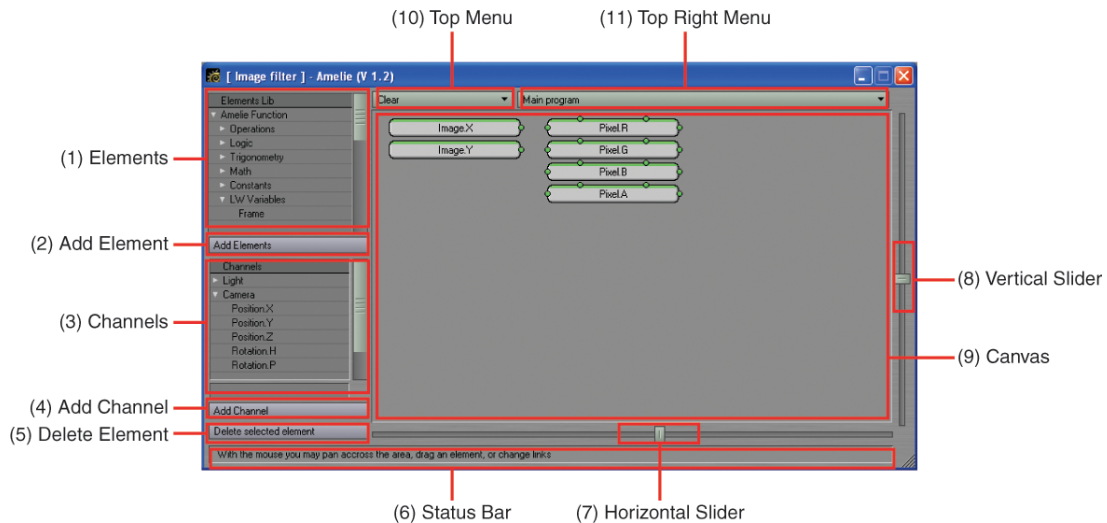 (10) Top Menu
(11) Top Right Menu
[ Image filter ] - Amelie (V 1.2)
Elements Lib
Amelie Function
Operations
Logic
Trigonometry
Math
Constants
LW Variables
Frame
Add Elements
Channels
Light
Camera
Position.X
Position.Y
Position.Z
Rotation.H
Rotation.P
Add Channel
Delete selected element
Clear
Main program
Image.X
Image.Y
Pixel.R
Pixel.G
Pixel.B
Pixel.A
With the mouse you may pan accross the area, drag an element, or change links
(1) Elements
(2) Add Element
(3) Channels
(4) Add Channel
(5) Delete Element
(8) Vertical Slider
(9) Canvas
(6) Status Bar
(7) Horizontal Slider